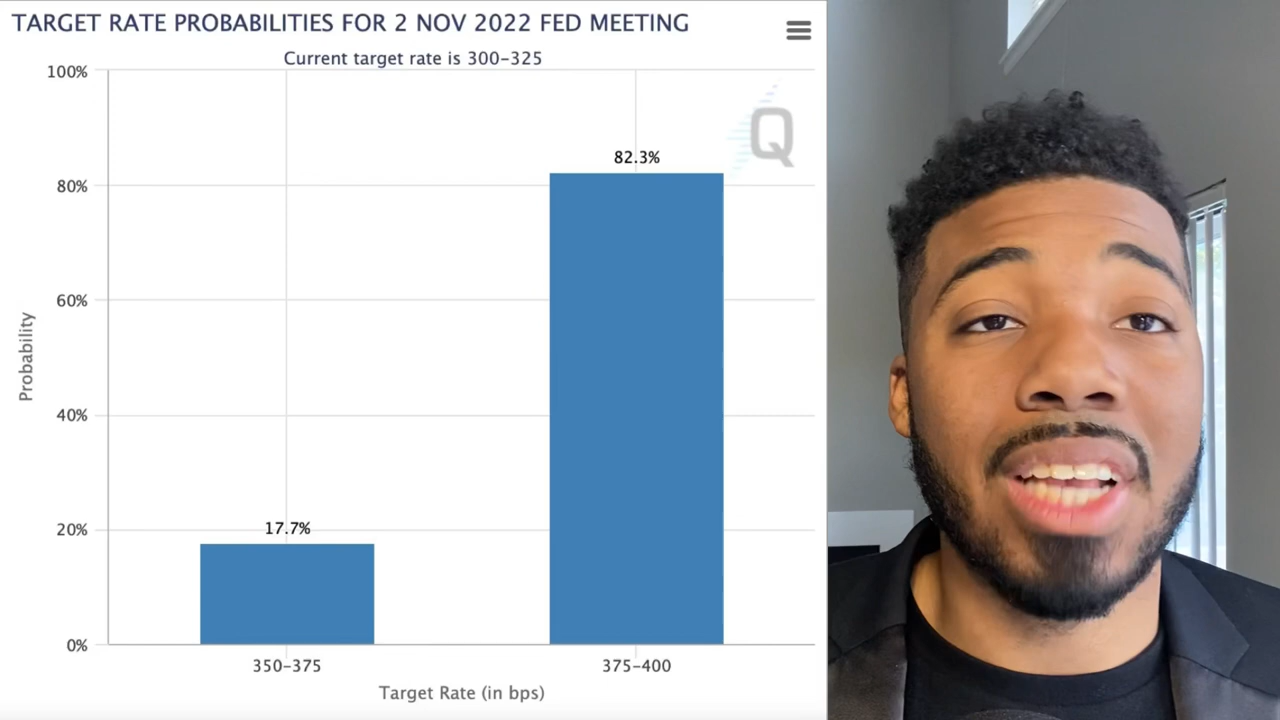 TARGET RATE PROBABILITIES FOR 2 NOV 2022 FED MEETING
Current target rate is 300–325
100%
80%
60%
40%
20%
0%
Probability
17.7%
82.3%
350–375
375–400
Target Rate (in bps)
Q